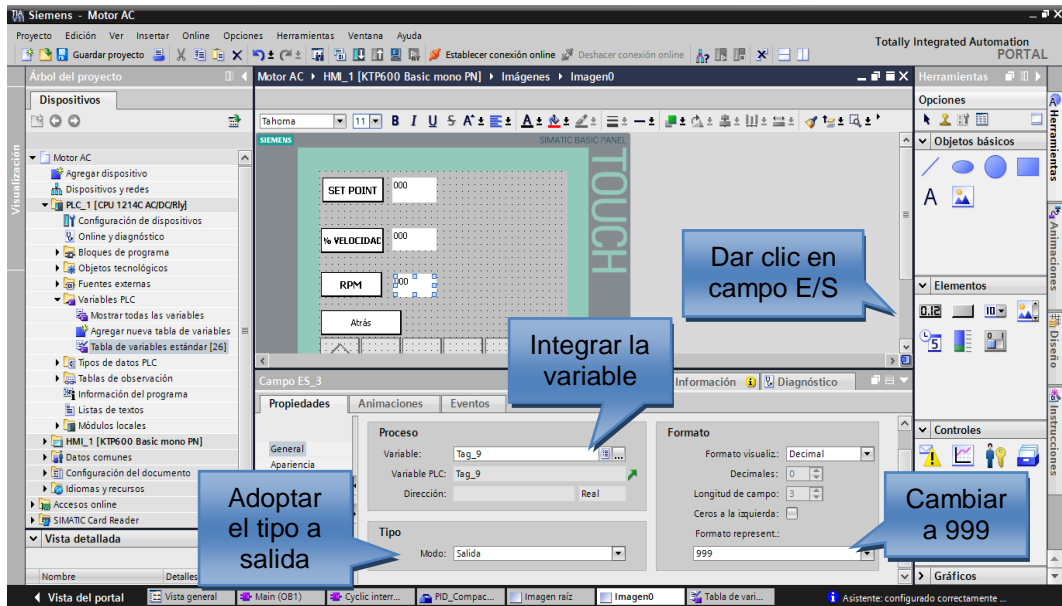 Siemens - Motor AC
Proyecto Edición Ver Insertar Online Opciones Herramientas Ventana Ayuda
Totally Integrated Automation
PORTAL
Guardar proyecto
Establecer conexión online
Deshacer conexión online
Árbol del proyecto
Motor AC ▸ HMI_1 [KTP600 Basic mono PN] ▸ Imágenes ▸ Imagen0
Herramientas
Dispositivos
Opciones
Tahoma
11
B I U S A
Visualización
SIEMENS
SIMATIC BASIC PANEL
TOUCH
Objetos básicos
A
Motor AC
Agregar dispositivo
Dispositivos y redes
PLC_1 [CPU 1214C AC/DC/Rly]
Configuración de dispositivos
Online y diagnóstico
Bloques de programa
Objetos tecnológicos
Fuentes externas
Variables PLC
Mostrar todas las variables
Agregar nueva tabla de variables
Tabla de variables estándar [26]
Tipos de datos PLC
Tablas de observación
Información del programa
Listas de textos
Módulos locales
HMI_1 [KTP600 Basic mono PN]
Datos comunes
Configuración del documento
Idiomas y recursos
Accesos online
SIMATIC Card Reader
Vista detallada
Nombre
Detalles
SET POINT
000
% VELOCIDAD
000
RPM
000
Atrás
Dar clic en
campo E/S
Integrar la
variable
Elementos
0.12
10
5
Controles
Gráficos
Herramientas
Animaciones
Diseño
Instrucciones
Campo ES_3
Información
Diagnóstico
Propiedades
Animaciones
Eventos
General
Apariencia
Proceso
Variable: Tag_9
Variable PLC: Tag_9
Dirección:
Real
Tipo
Modo: Salida
Formato
Formato visualiz: Decimal
Decimales: 0
Longitud de campo: 3
Ceros a la izquierda:
Formato represent.:
999
Adoptar
el tipo a
salida
Cambiar
a 999
Vista del portal
Vista general
Main (OB1)
Cyclic interr...
PID_Compac...
Imagen raíz
Imagen0
Tabla de vari...
Asistente: configurado correctamente ...